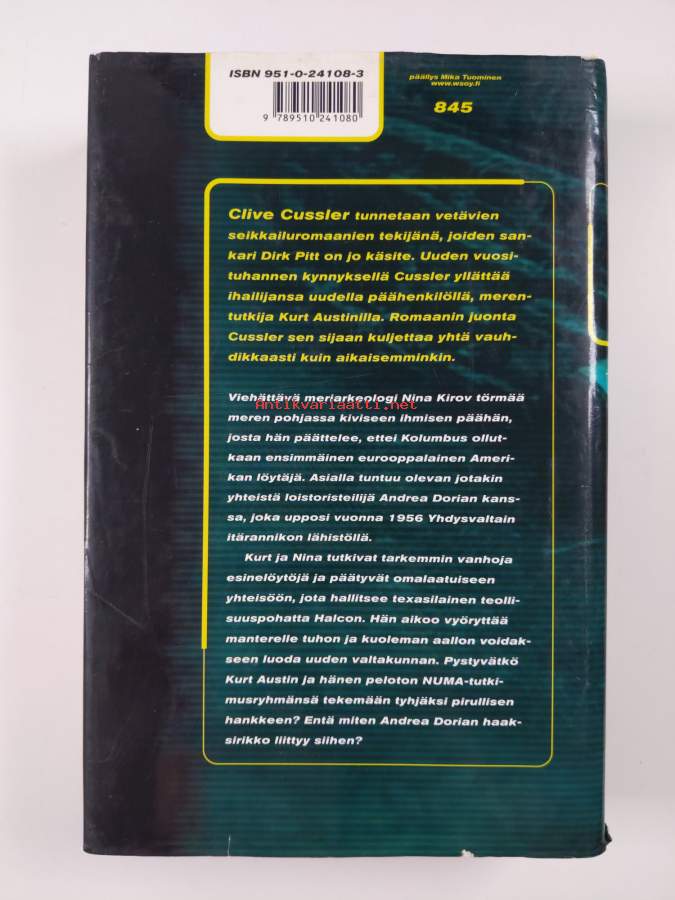 ISBN 951-0-24108-3
9 789510 241080
päällys Mika Tuominen
www.wsoy.fi
845
Clive Cussler tunnetaan vetävien
seikkailuromaanien tekijänä, joiden san-
kari Dirk Pitt on jo käsite. Uuden vuosi-
tuhannen kynnyksellä Cussler yllättää
ihailijansa uudella päähenkilöllä, meren-
tutkija Kurt Austinilla. Romaanin juonta
Cussler sen sijaan kuljettaa yhtä vauh-
dikkaasti kuin aikaisemminkin.
Viehättävä meriarkeologi Nina Kirov törmää
Antikvariaatti.net
meren pohjassa kiviseen ihmisen päähän,
josta hän päättelee, ettei Kolumbus ollut-
kaan ensimmäinen eurooppalainen Ameri-
kan löytäjä. Asialla tuntuu olevan jotakin
yhteistä loistoristeilijä Andrea Dorian kans-
sa, joka upposi vuonna 1956 Yhdysvaltain
itärannikon lähistöllä.
Kurt ja Nina tutkivat tarkemmin vanhoja
esinelöytöjä ja päätyvät omalaatuiseen
yhteisöön, jota hallitsee texasilainen teolli-
suuspohatta Halcon. Hän aikoo vyöryttää
manterelle tuhon ja kuoleman aallon voidak-
seen luoda uuden valtakunnan. Pystyvätkö
Kurt Austin ja hänen peloton NUMA-tutki-
musryhmänsä tekemään tyhjäksi pirullisen
hankkeen? Entä miten Andrea Dorian haak-
sirikko liittyy siihen?